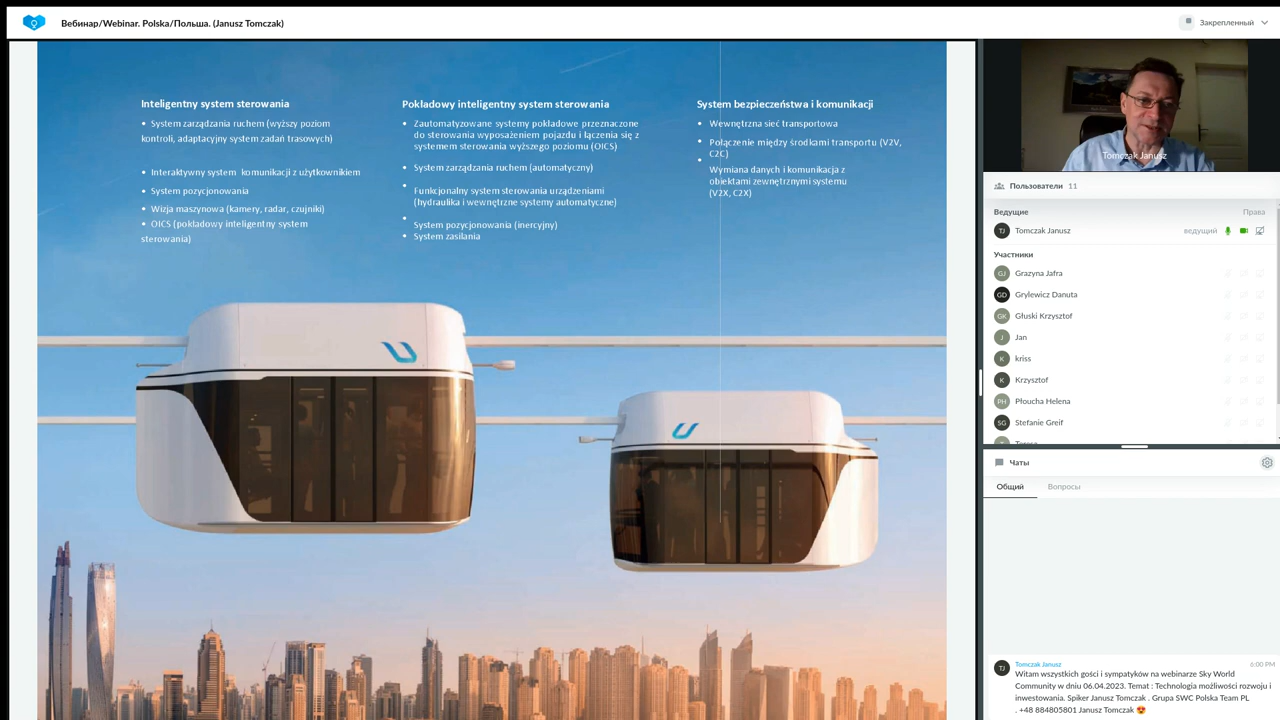 Вебинар/Webinar. Polska/Польша. (Janusz Tomczak)
Закрепленный
Inteligentny system sterowania
• System zarządzania ruchem (wyższy poziom
kontroli, adaptacyjny system zadań trasowych)
• Interaktywny system komunikacji z użytkownikiem
• System pozycjonowania
• Wizja maszynowa (kamery, radar, czujniki)
• OICS (pokładowy inteligentny system
sterowania)
Pokładowy inteligentny system sterowania
• Zautomatyzowane systemy pokładowe przeznaczone
do sterowania wyposażeniem pojazdu i łączenia się z
systemem sterowania wyższego poziomu (OICS)
• System zarządzania ruchem (automatyczny)
•
Funkcjonalny system sterowania urządzeniami
(hydraulika i wewnętrzne systemy automatyczne)
•
System pozycjonowania (inercyjny)
• System zasilania
System bezpieczeństwa i komunikacji
• Wewnętrzna sieć transportowa
• Połączenie między środkami transportu (V2V,
C2C)
•
Wymiana danych i komunikacja z
obiektami zewnętrznymi systemu
(V2X, C2X)
Tomczak Janusz
Пользователи 11
Ведущие Права
TJ Tomczak Janusz ведущий
Участники
GJ Grazyna Jafra
GD Grylewicz Danuta
GK Głuski Krzysztof
J Jan
K kriss
K Krzysztof
PH Płoucha Helena
SG Stefanie Greif
Чаты
Общий Вопросы
TJ Tomczak Janusz 6:00 PM
Witam wszystkich gości i sympatyków na webinarze Sky World
Community w dniu 06.04.2023. Temat : Technologia możliwości rozwoju i
inwestowania. Spiker Janusz Tomczak . Grupa SWC Polska Team PL
. +48 884805801 Janusz Tomczak 😍